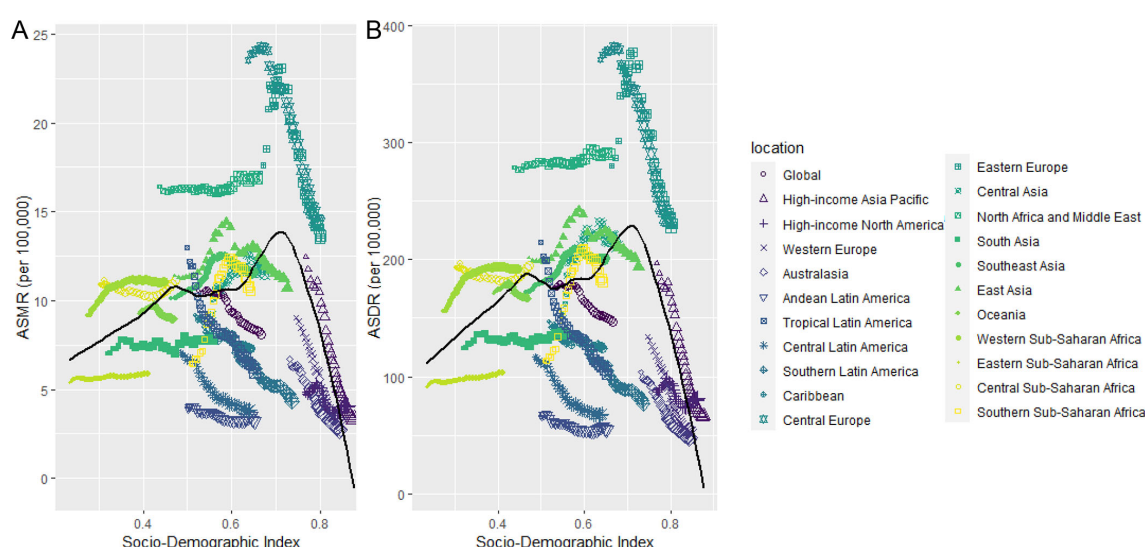 A
B
25
20
15
10
5
0
ASMR (per 100,000)
0.4
0.6
0.8
Socio-Demographic Index
400
300
200
100
0
ASDR (per 100,000)
0.4
0.6
0.8
Socio-Demographic Index
location
Global
High-income Asia Pacific
High-income North America
Western Europe
Australasia
Andean Latin America
Tropical Latin America
Central Latin America
Southern Latin America
Caribbean
Central Europe
Eastern Europe
Central Asia
North Africa and Middle East
South Asia
Southeast Asia
East Asia
Oceania
Western Sub-Saharan Africa
Eastern Sub-Saharan Africa
Central Sub-Saharan Africa
Southern Sub-Saharan Africa